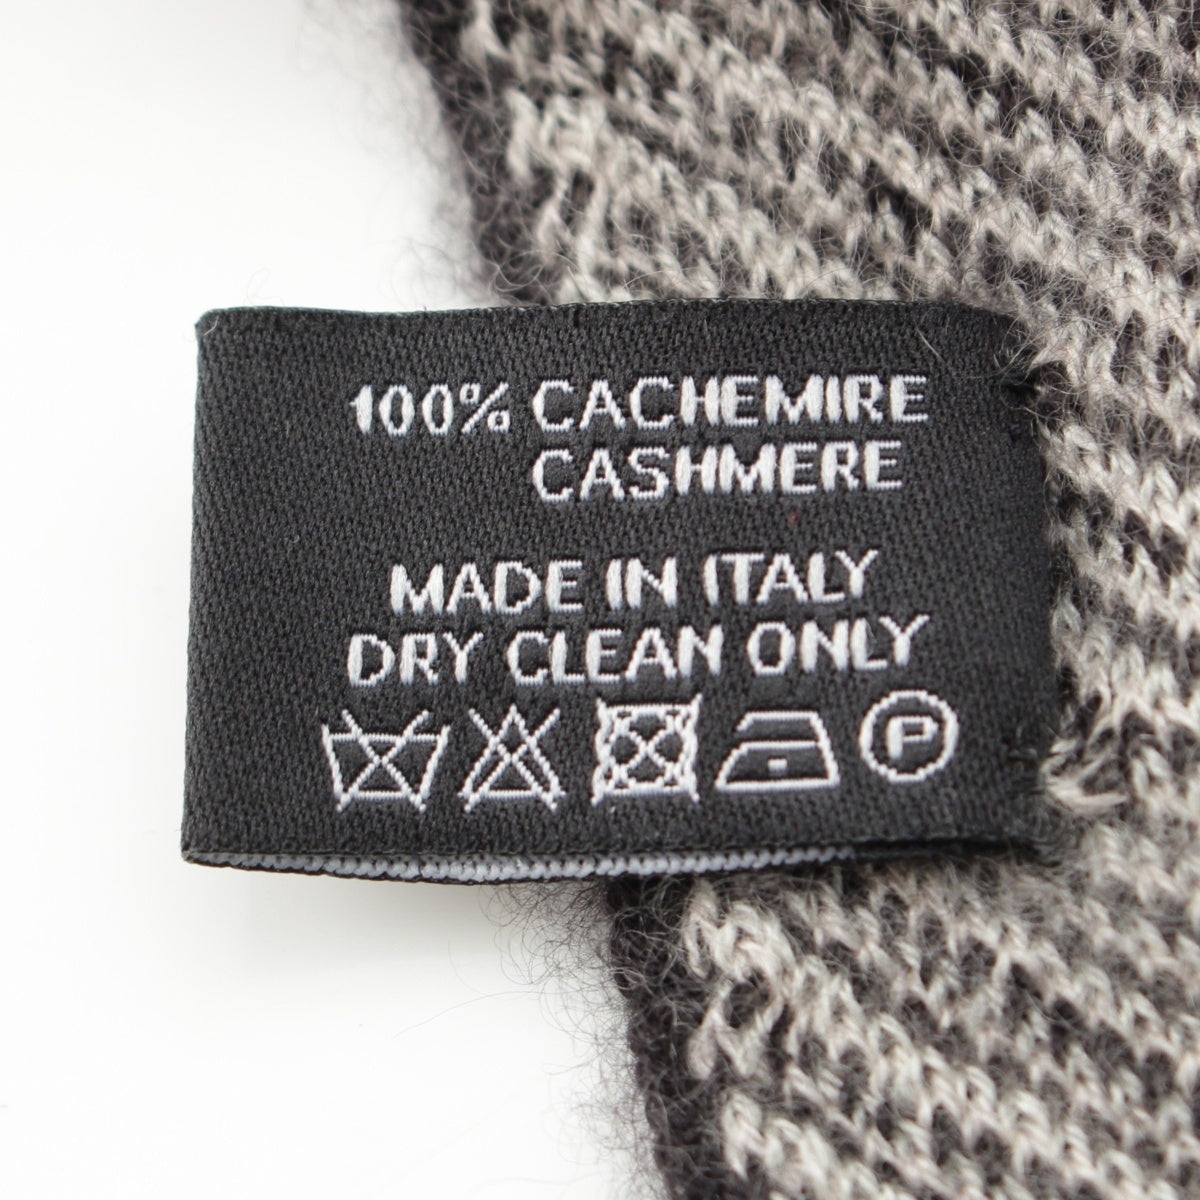 100% CACHEMIRE
CASHMERE
MADE IN ITALY
DRY CLEAN ONLY
P